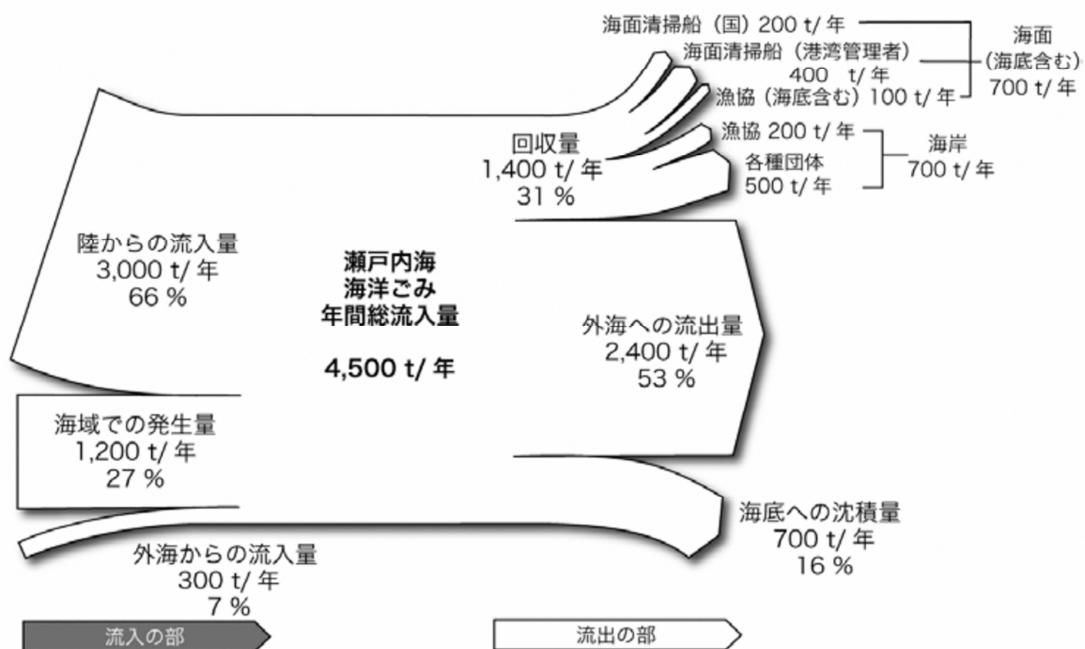 海面清掃船（国）200 t/ 年
海面清掃船（港湾管理者）
400 t/ 年
漁協（海底含む）100 t/ 年
海面
(海底含む)
700 t/ 年
漁協 200 t/ 年
各種団体
500 t/ 年
海岸
700 t/ 年
回収量
1,400 t/ 年
31 %
陸からの流入量
3,000 t/ 年
66 %
瀬戸内海
海洋ごみ
年間総流入量
4,500 t/ 年
外海への流出量
2,400 t/ 年
53 %
海域での発生量
1,200 t/ 年
27 %
外海からの流入量
300 t/ 年
7 %
海底への沈積量
700 t/ 年
16 %
流入の部
流出の部